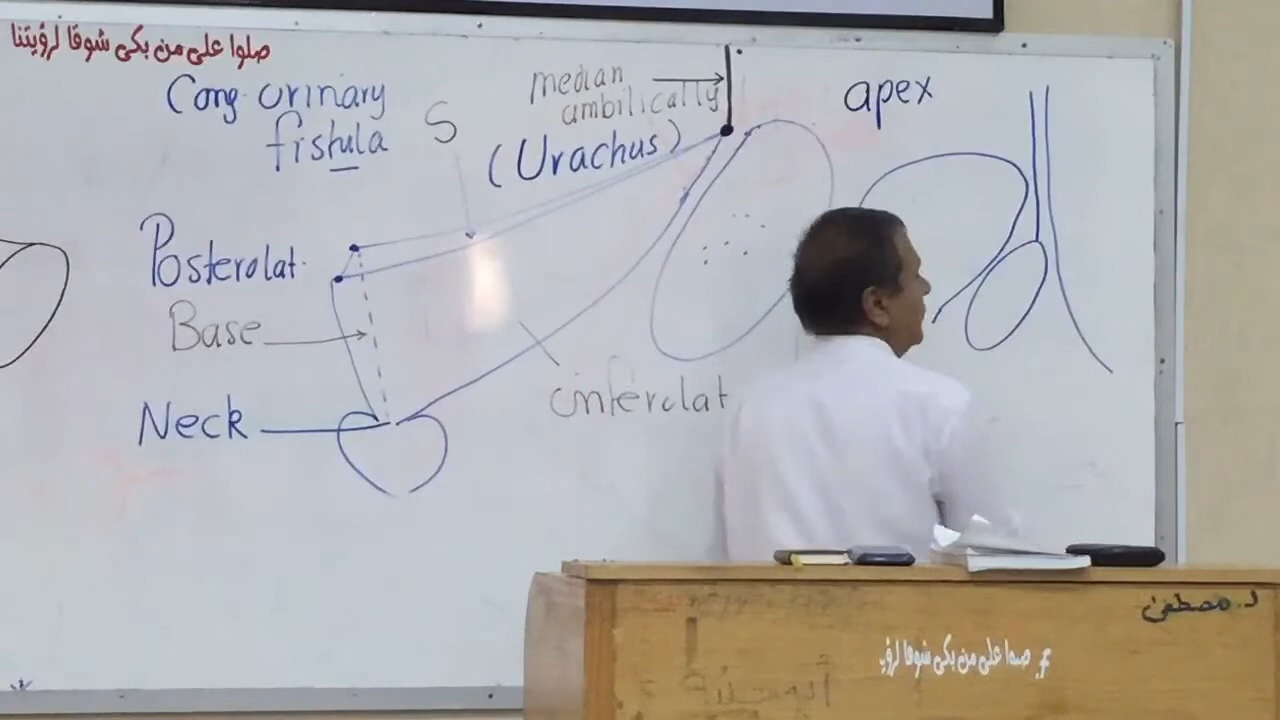 صلوا على من بكى شوقا لرؤيتنا
Cong. urinary
fistula
S
median
ambilically
(Urachus)
apex
Posterolat.
Base
Neck
inferolat
د. مصطفى
صلوا على من بكى شوقا لرؤيـ